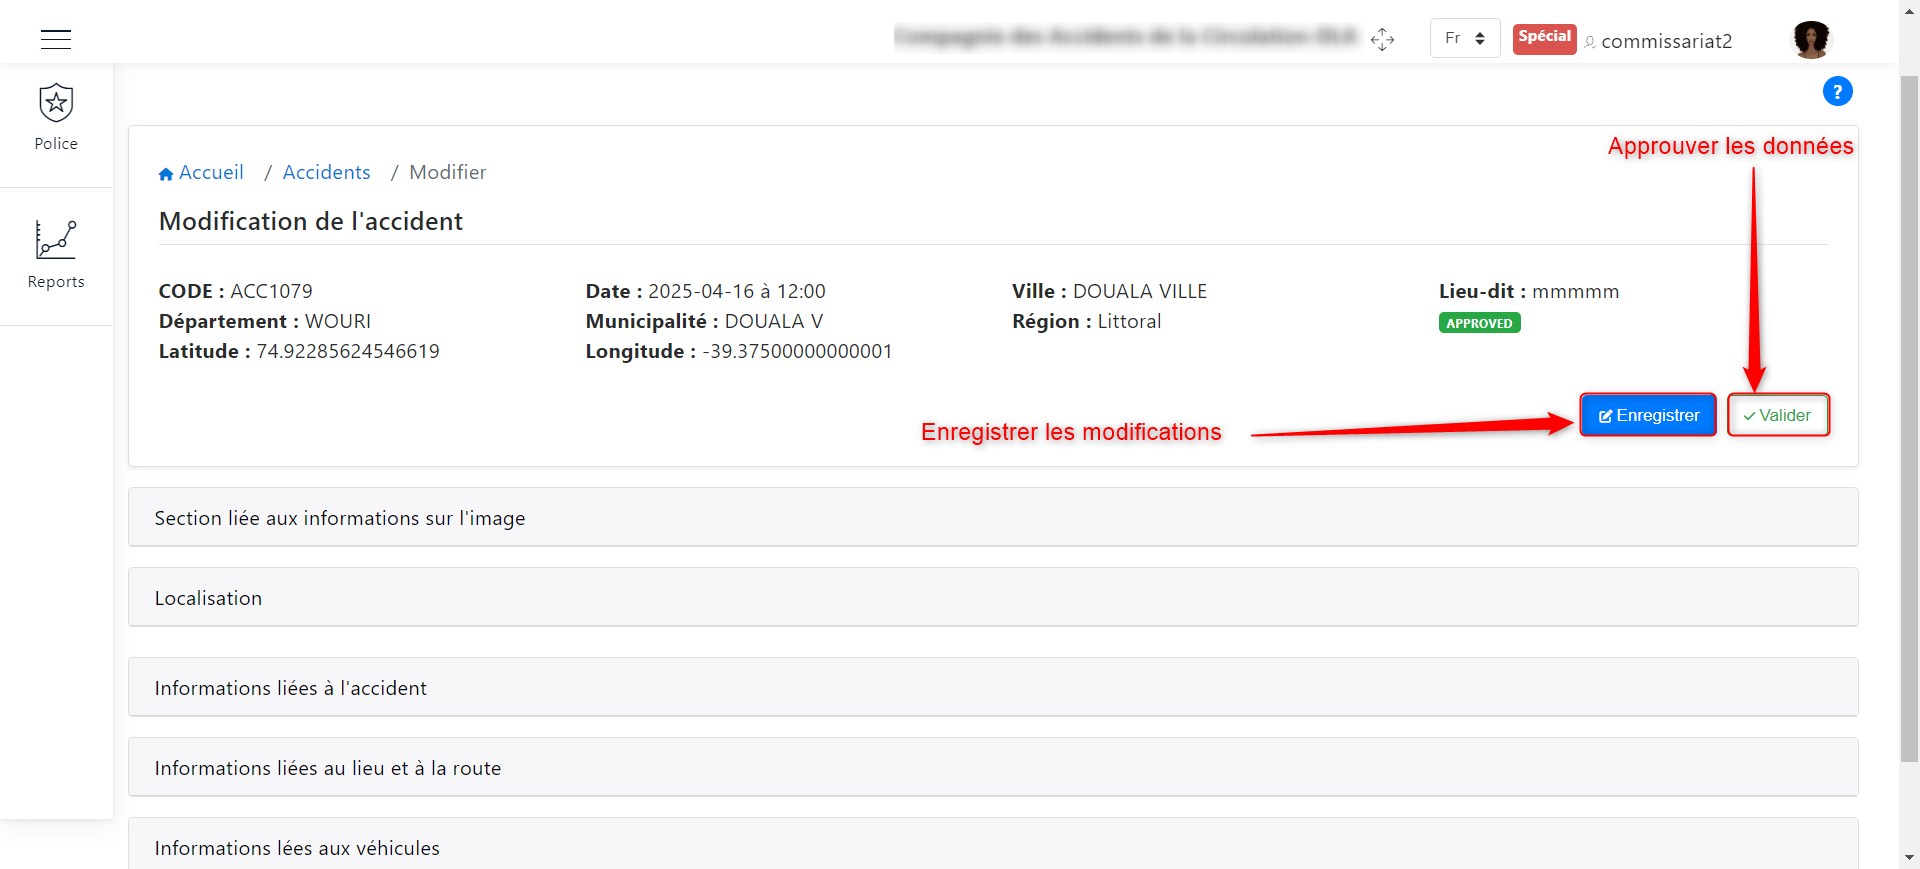 Fr
Spécial
commissariat2
Police
Reports
?
Approuver les données
Accueil / Accidents / Modifier
Modification de l'accident
CODE : ACC1079
Date : 2025-04-16 à 12:00
Ville : DOUALA VILLE
Lieu-dit : mmmmm
Département : WOURI
Municipalité : DOUALA V
Région : Littoral
APPROVED
Latitude : 74.92285624546619
Longitude : -39.37500000000001
Enregistrer les modifications
Enregistrer
Valider
Section liée aux informations sur l'image
Localisation
Informations liées à l'accident
Informations liées au lieu et à la route
Informations lées aux véhicules